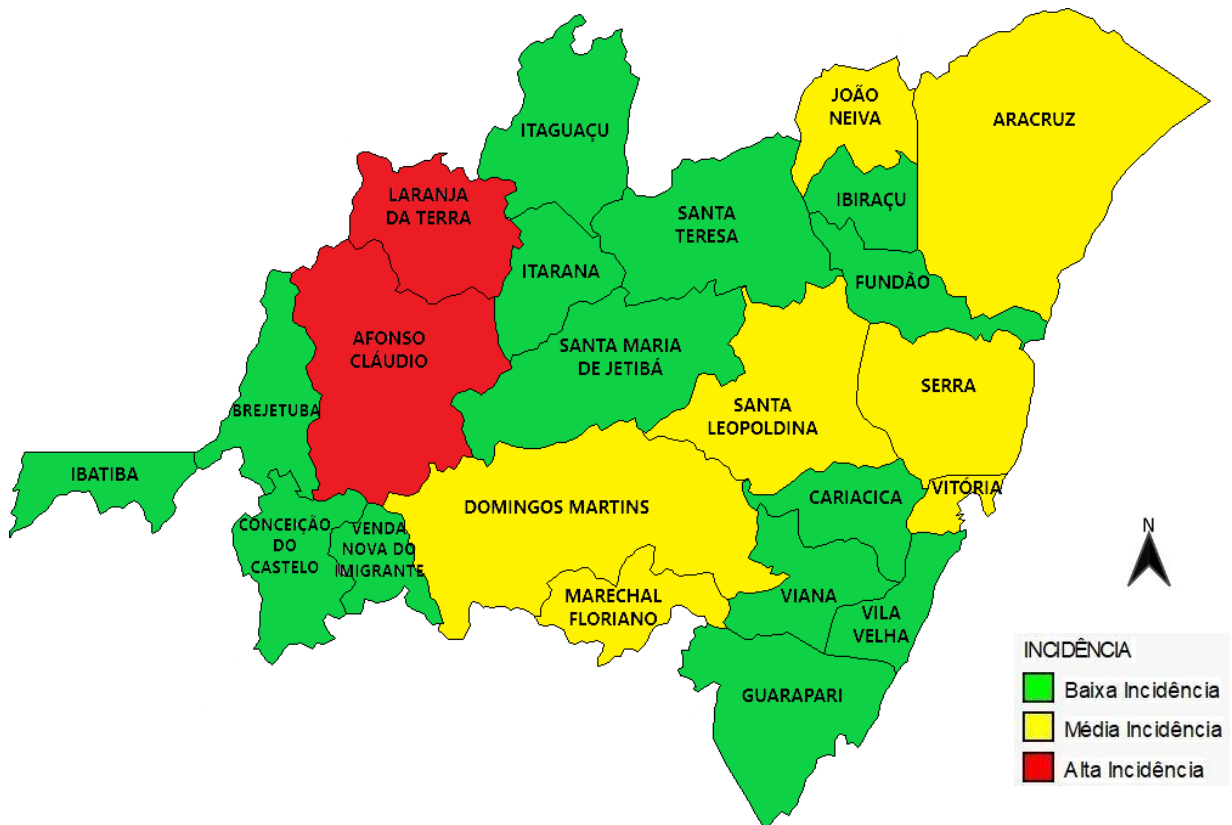 JOÃO
NEIVA
ARACRUZ
ITAGUAÇU
LARANJA
DA TERRA
IBIRAÇU
SANTA
TERESA
ITARANA
FUNDÃO
AFONSO
CLÁUDIO
SANTA MARIA
DE JETIBÁ
SERRA
BREJETUBA
SANTA
LEOPOLDINA
IBATIBA
VITÓRIA
CARIACICA
DOMINGOS MARTINS
CONCEIÇÃO
DO
CASTELO
VENDA
NOVA DO
IMIGRANTE
MARECHAL
FLORIANO
VIANA
VILA
VELHA
GUARAPARI
N
INCIDÊNCIA
Baixa Incidência
Média Incidência
Alta Incidência